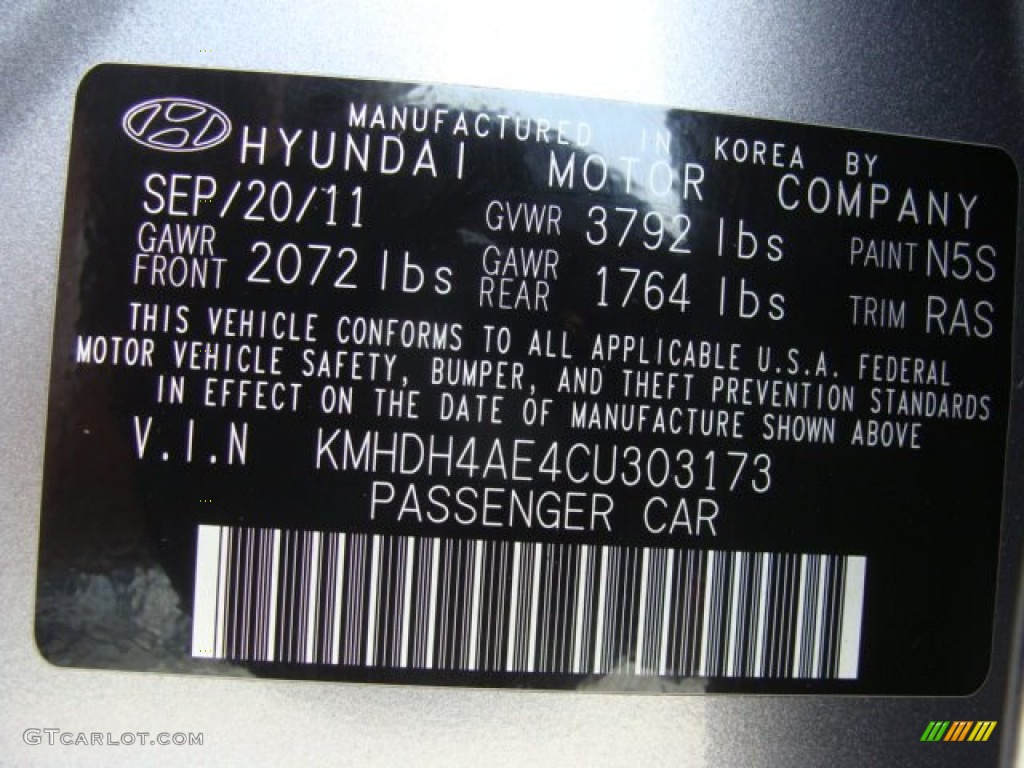 MANUFACTURED IN KOREA BY
HYUNDAI MOTOR COMPANY
SEP/20/11 GVWR 3792 lbs PAINT N5S
GAWR FRONT 2072 lbs GAWR REAR 1764 lbs TRIM RAS
THIS VEHICLE CONFORMS TO ALL APPLICABLE U.S.A. FEDERAL
MOTOR VEHICLE SAFETY, BUMPER, AND THEFT PREVENTION STANDARDS
IN EFFECT ON THE DATE OF MANUFACTURE SHOWN ABOVE
V.I.N KMHDH4AE4CU303173
PASSENGER CAR
GTCARLOT.COM